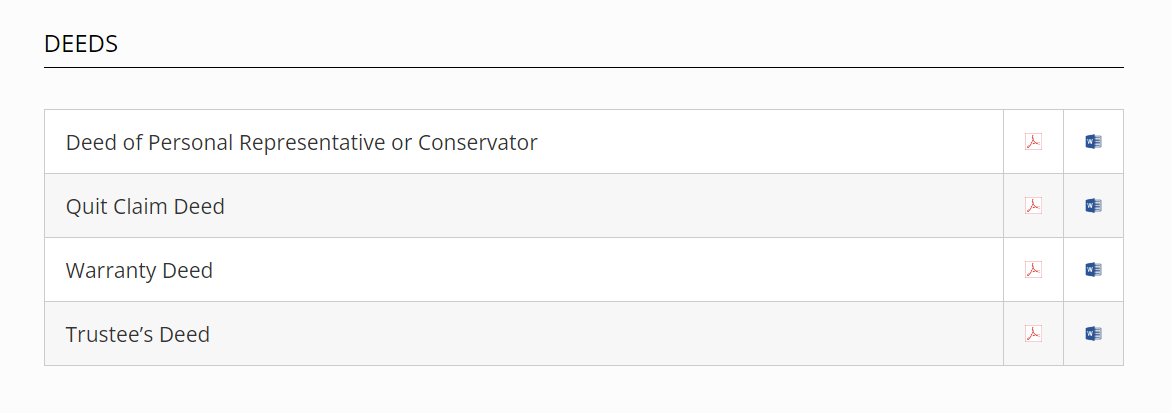 DEEDS
Deed of Personal Representative or Conservator
Quit Claim Deed
Warranty Deed
Trustee’s Deed